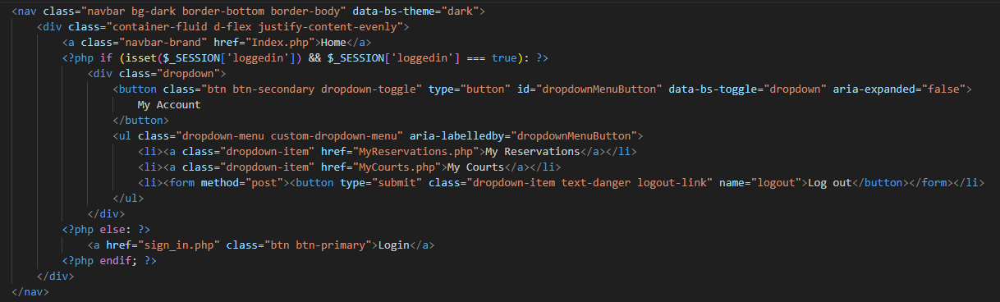 <nav class="navbar bg-dark border-bottom border-body" data-bs-theme="dark">
    <div class="container-fluid d-flex justify-content-evenly">
        <a class="navbar-brand" href="Index.php">Home</a>
        <?php if (isset($_SESSION['loggedin']) && $_SESSION['loggedin'] === true): ?>
            <div class="dropdown">
                <button class="btn btn-secondary dropdown-toggle" type="button" id="dropdownMenuButton" data-bs-toggle="dropdown" aria-expanded="false">
                    My Account
                </button>
                <ul class="dropdown-menu custom-dropdown-menu" aria-labelledby="dropdownMenuButton">
                    <li><a class="dropdown-item" href="MyReservations.php">My Reservations</a></li>
                    <li><a class="dropdown-item" href="MyCourts.php">My Courts</a></li>
                    <li><form method="post"><button type="submit" class="dropdown-item text-danger logout-link" name="logout">Log out</button></form></li>
                </ul>
            </div>
        <?php else: ?>
            <a href="sign_in.php" class="btn btn-primary">Login</a>
        <?php endif; ?>
    </div>
</nav>